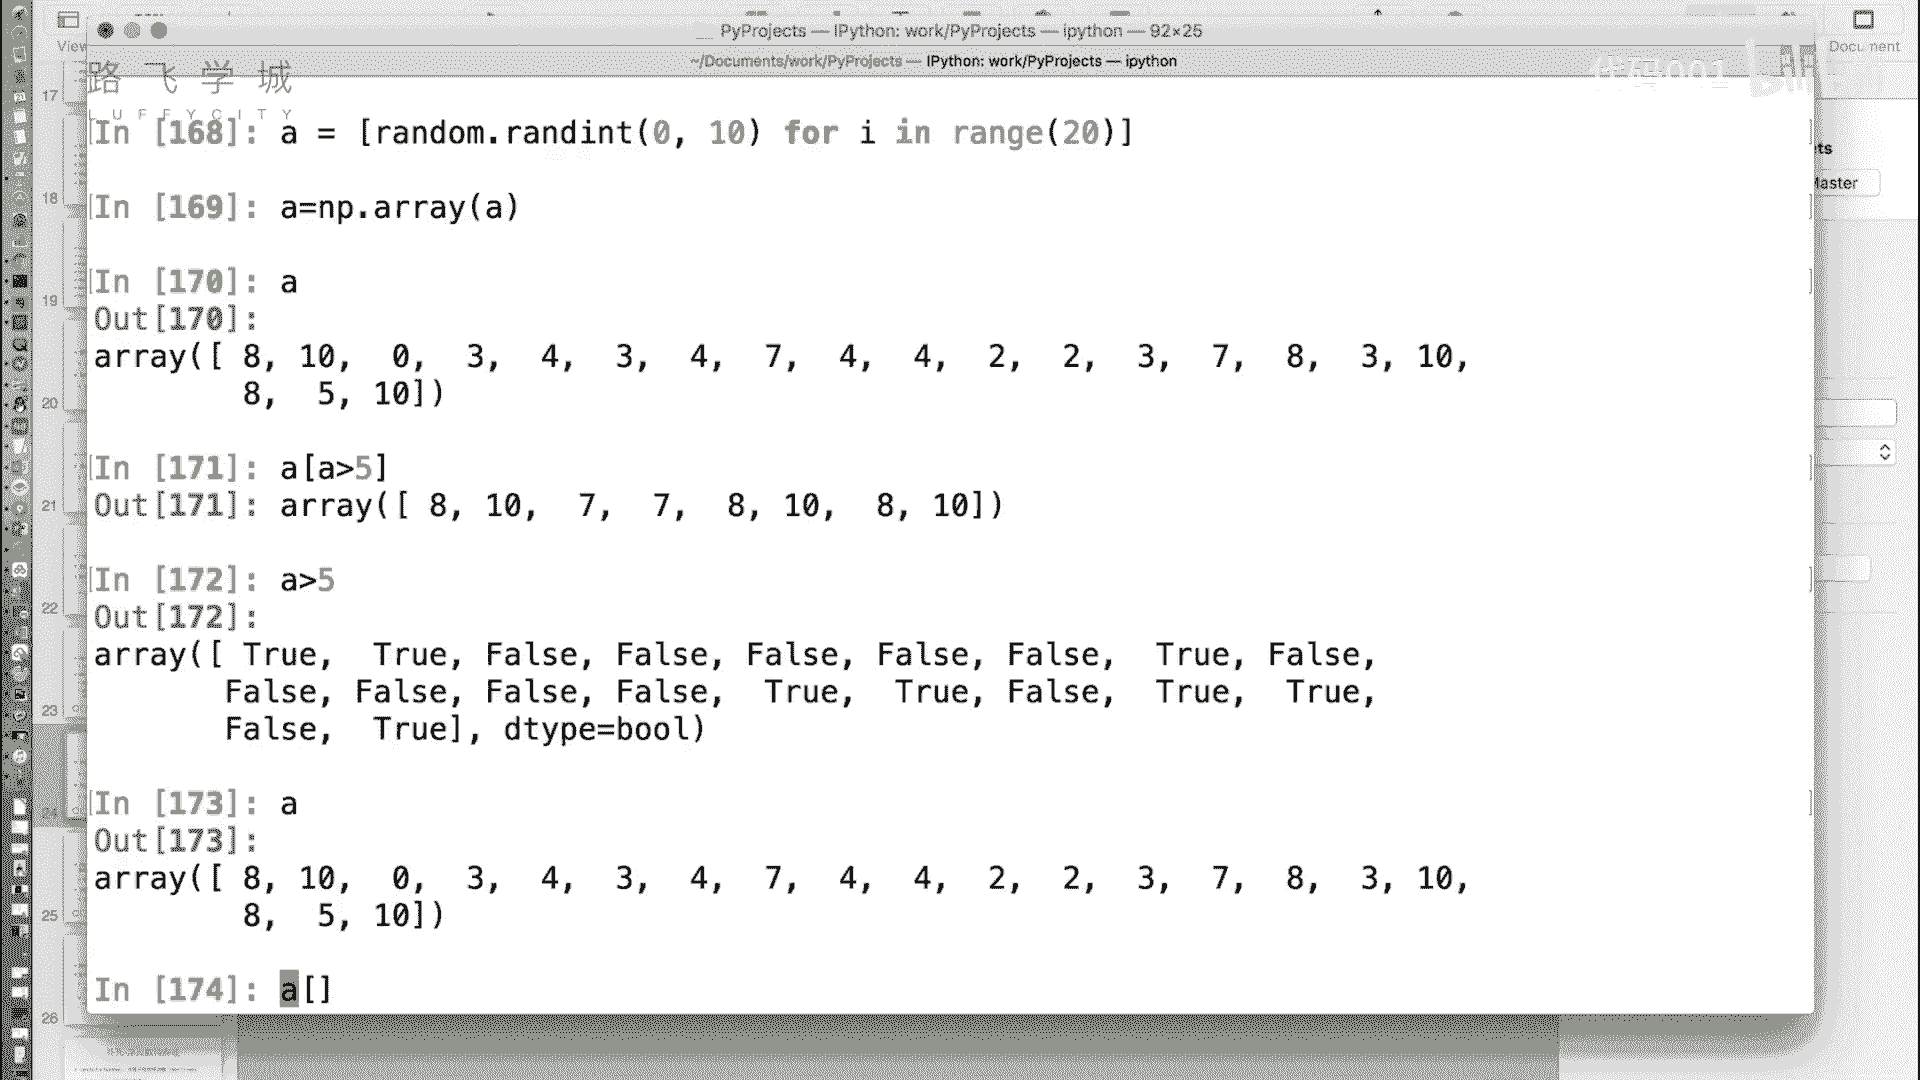 View
PyProjects — IPython: work/PyProjects — ipython — 92×25
Document
~/Documents/work/PyProjects — IPython: work/PyProjects — ipython
路飞学城
LUFFYCITY
代码001
bilibili
In [168]: a = [random.randint(0, 10) for i in range(20)]
In [169]: a=np.array(a)
In [170]: a
Out[170]:
array([ 8, 10,  0,  3,  4,  3,  4,  7,  4,  4,  2,  2,  3,  7,  8,  3, 10,
        8,  5, 10])
In [171]: a[a>5]
Out[171]: array([ 8, 10,  7,  7,  8, 10,  8, 10])
In [172]: a>5
Out[172]:
array([ True,  True, False, False, False, False, False,  True, False,
       False, False, False, False,  True,  True, False,  True,  True,
       False,  True], dtype=bool)
In [173]: a
Out[173]:
array([ 8, 10,  0,  3,  4,  3,  4,  7,  4,  4,  2,  2,  3,  7,  8,  3, 10,
        8,  5, 10])
In [174]: a[]
17
18
19
20
21
22
23
24
25
26